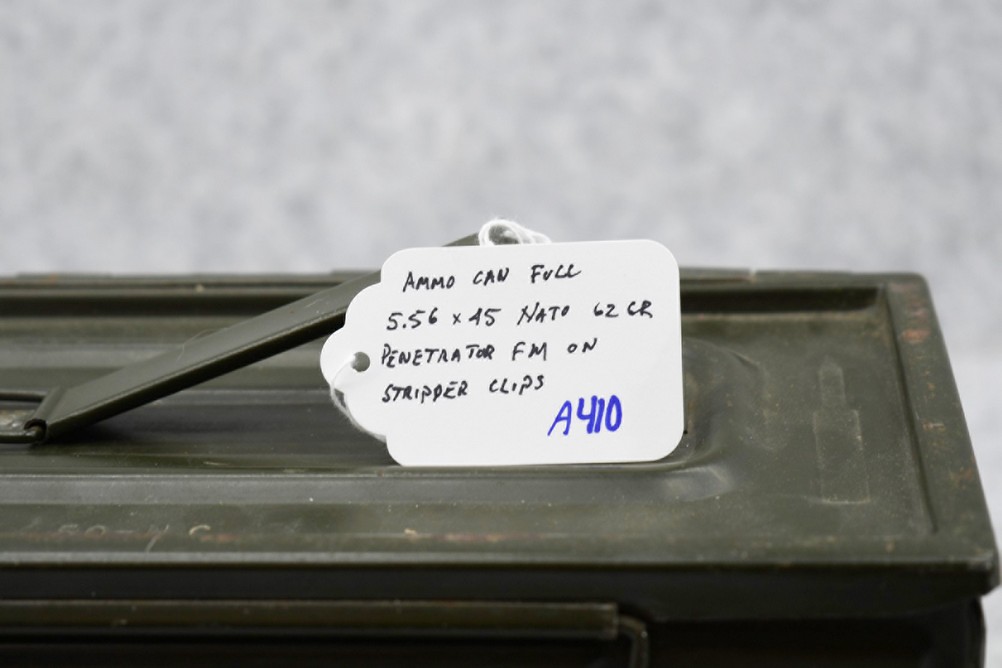 AMMO CAN FULL
5.56 x 45 NATO 62 GR
PENETRATOR FM ON
STRIPPER CLIPS
A410